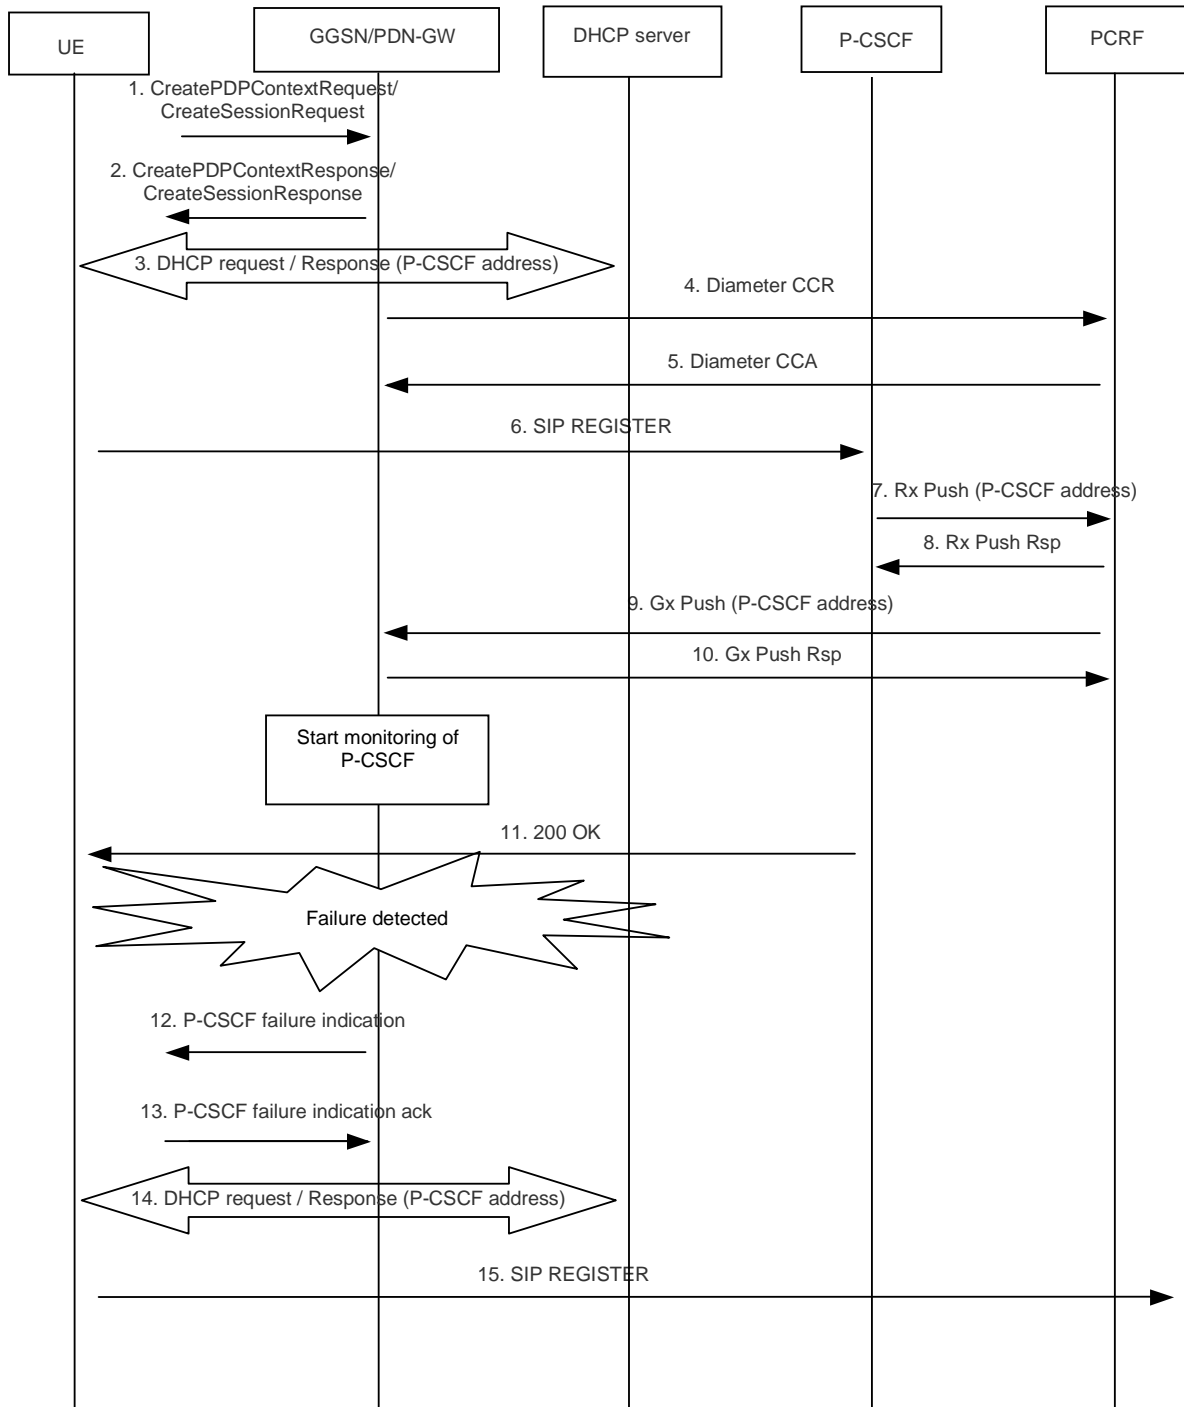 UE
GGSN/PDN-GW
DHCP server
P-CSCF
PCRF
1. CreatePDPContextRequest/
CreateSessionRequest
2. CreatePDPContextResponse/
CreateSessionResponse
3. DHCP request / Response (P-CSCF address)
4. Diameter CCR
5. Diameter CCA
6. SIP REGISTER
7. Rx Push (P-CSCF address)
8. Rx Push Rsp
9. Gx Push (P-CSCF address)
10. Gx Push Rsp
Start monitoring of
P-CSCF
11. 200 OK
Failure detected
12. P-CSCF failure indication
13. P-CSCF failure indication ack
14. DHCP request / Response (P-CSCF address)
15. SIP REGISTER